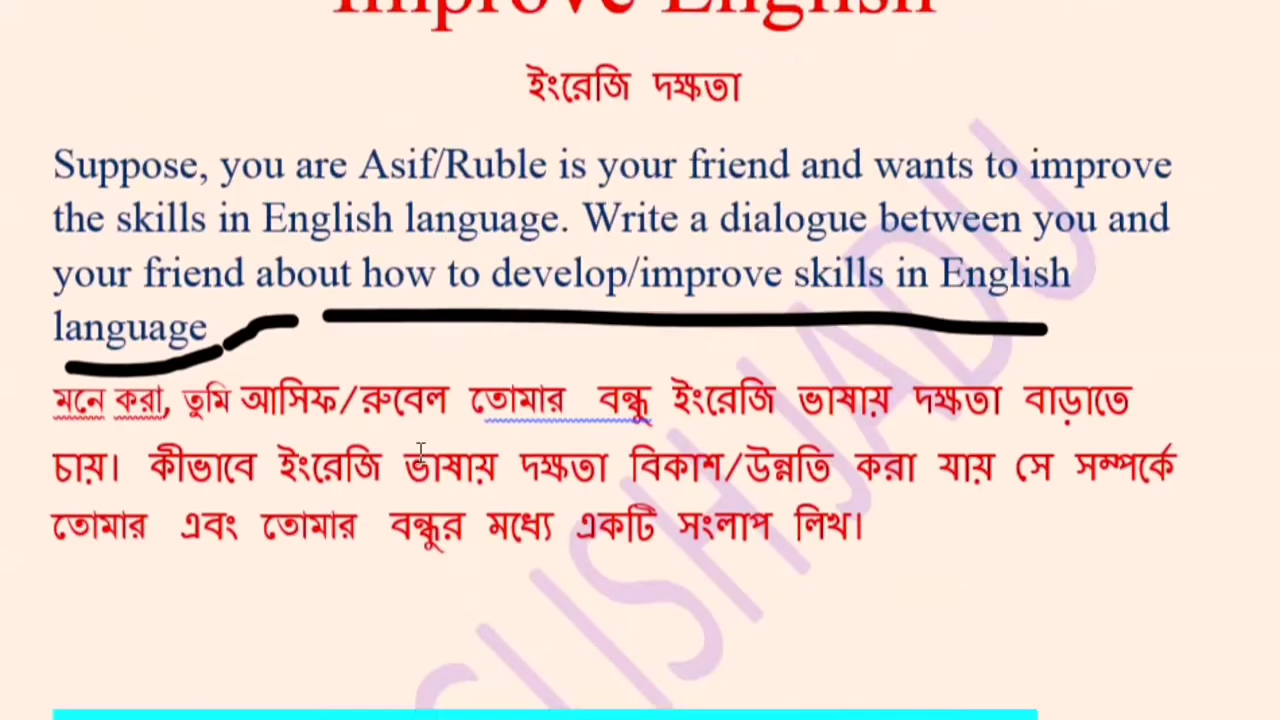 Improve English
ইংরেজি দক্ষতা
Suppose, you are Asif/Ruble is your friend and wants to improve
the skills in English language. Write a dialogue between you and
your friend about how to develop/improve skills in English
language
মনে করা, তুমি আসিফ/রুবেল তোমার বন্ধু ইংরেজি ভাষায় দক্ষতা বাড়াতে
চায়। কীভাবে ইংরেজি ভাষায় দক্ষতা বিকাশ/উন্নতি করা যায় সে সম্পর্কে
তোমার এবং তোমার বন্ধুর মধ্যে একটি সংলাপ লিখ।